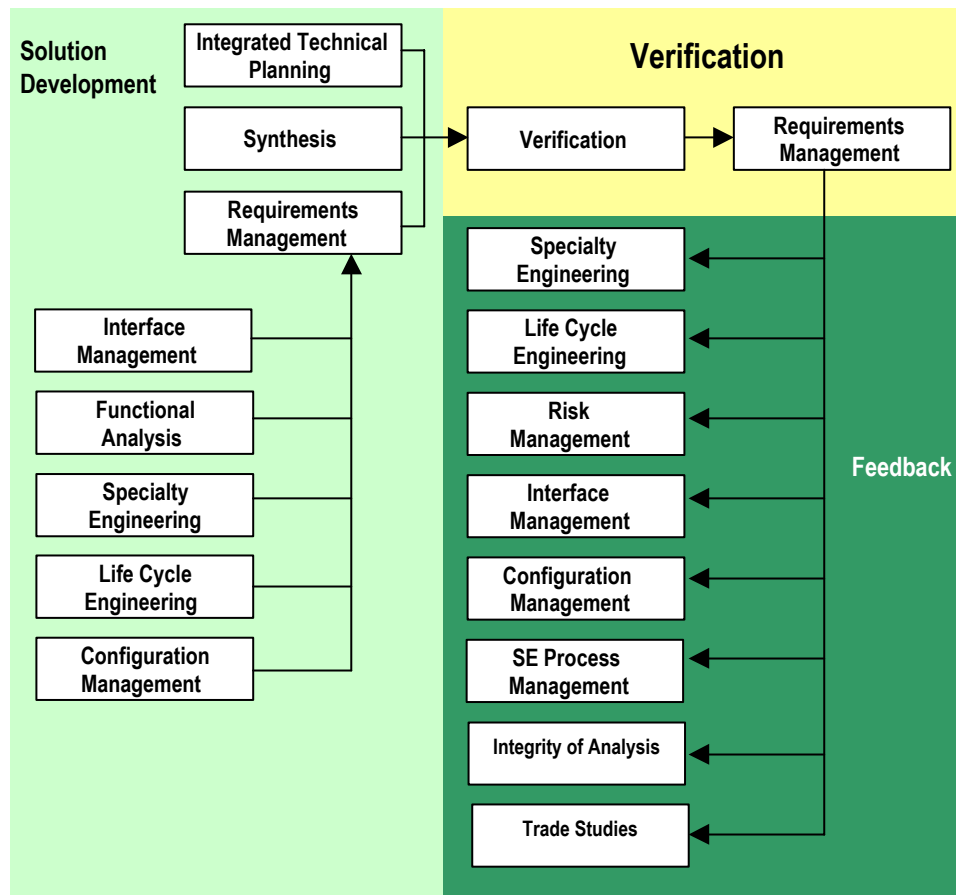 Solution
Development
Integrated Technical
Planning
Synthesis
Requirements
Management
Interface
Management
Functional
Analysis
Specialty
Engineering
Life Cycle
Engineering
Configuration
Management
Verification
Verification
Requirements
Management
Specialty
Engineering
Life Cycle
Engineering
Risk
Management
Interface
Management
Configuration
Management
SE Process
Management
Integrity of Analysis
Trade Studies
Feedback